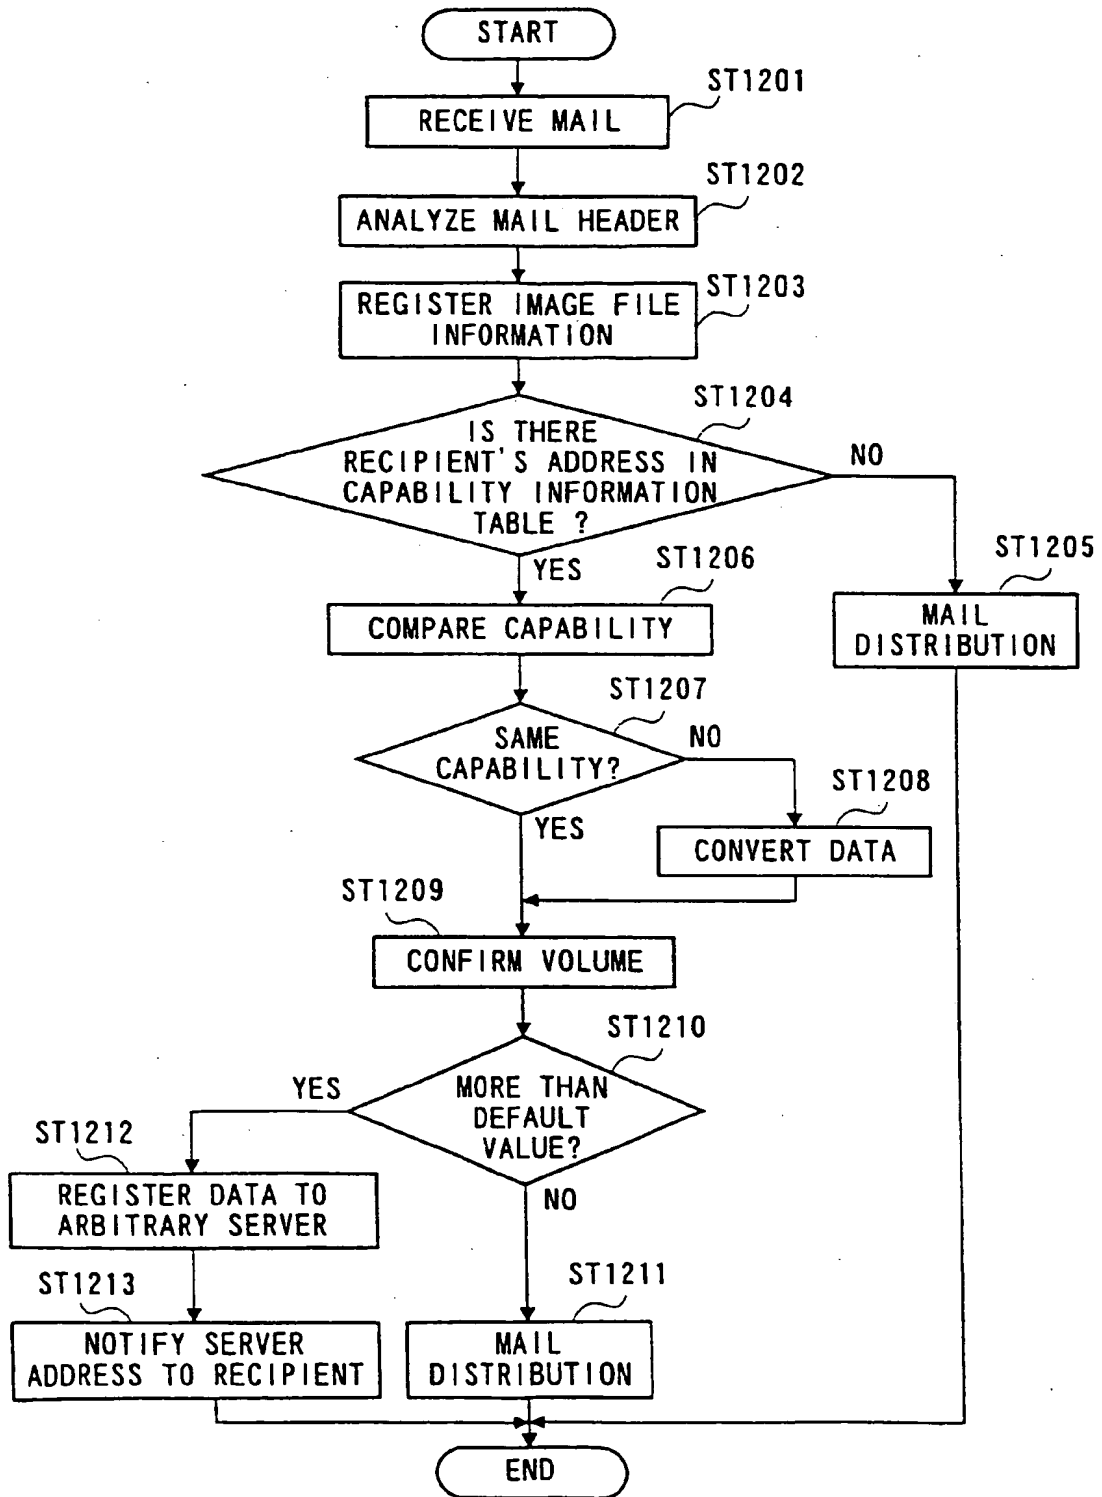 START
ST1201
RECEIVE MAIL
ST1202
ANALYZE MAIL HEADER
ST1203
REGISTER IMAGE FILE
INFORMATION
ST1204
IS THERE
RECIPIENT'S ADDRESS IN
CAPABILITY INFORMATION
TABLE ?
NO
YES
ST1205
MAIL
DISTRIBUTION
ST1206
COMPARE CAPABILITY
ST1207
SAME
CAPABILITY?
NO
YES
ST1208
CONVERT DATA
ST1209
CONFIRM VOLUME
ST1210
MORE THAN
DEFAULT
VALUE?
YES
NO
ST1212
REGISTER DATA TO
ARBITRARY SERVER
ST1213
NOTIFY SERVER
ADDRESS TO RECIPIENT
ST1211
MAIL
DISTRIBUTION
END